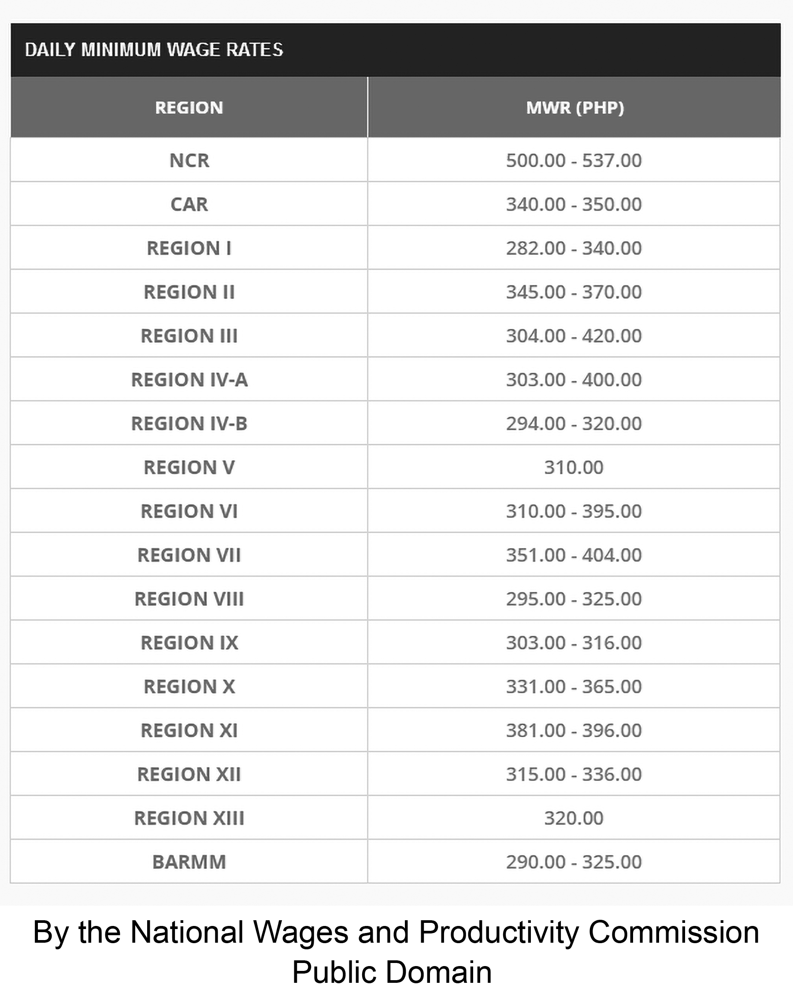 DAILY MINIMUM WAGE RATES
REGION MWR (PHP)
NCR 500.00 - 537.00
CAR 340.00 - 350.00
REGION I 282.00 - 340.00
REGION II 345.00 - 370.00
REGION III 304.00 - 420.00
REGION IV-A 303.00 - 400.00
REGION IV-B 294.00 - 320.00
REGION V 310.00
REGION VI 310.00 - 395.00
REGION VII 351.00 - 404.00
REGION VIII 295.00 - 325.00
REGION IX 303.00 - 316.00
REGION X 331.00 - 365.00
REGION XI 381.00 - 396.00
REGION XII 315.00 - 336.00
REGION XIII 320.00
BARMM 290.00 - 325.00
By the National Wages and Productivity Commission
Public Domain